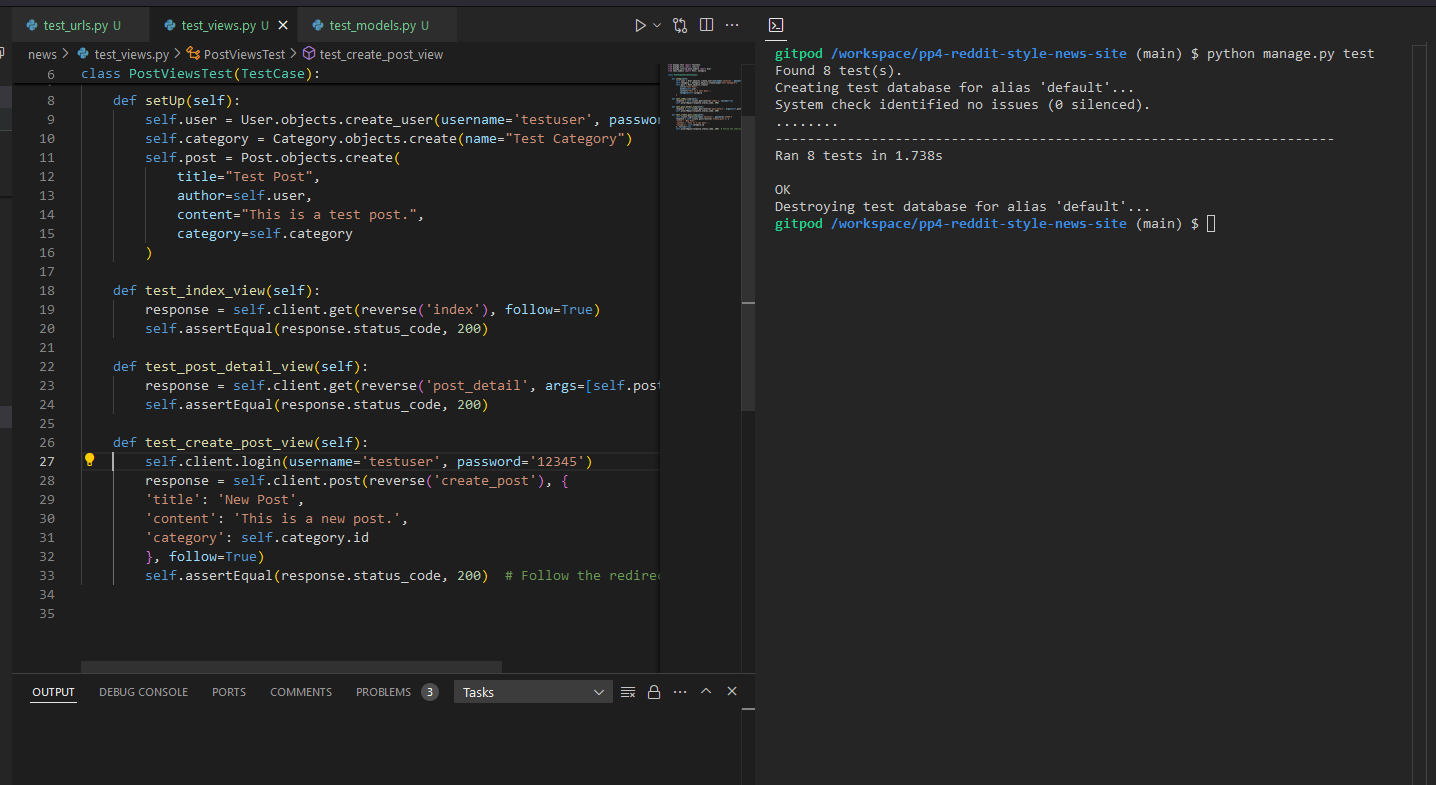 test_urls.py U
test_views.py U
test_models.py U
news > test_views.py > PostViewsTest > test_create_post_view
6 class PostViewsTest(TestCase):
8 def setUp(self):
9 self.user = User.objects.create_user(username='testuser', passwor
10 self.category = Category.objects.create(name="Test Category")
11 self.post = Post.objects.create(
12 title="Test Post",
13 author=self.user,
14 content="This is a test post.",
15 category=self.category
16 )
17
18 def test_index_view(self):
19 response = self.client.get(reverse('index'), follow=True)
20 self.assertEqual(response.status_code, 200)
21
22 def test_post_detail_view(self):
23 response = self.client.get(reverse('post_detail', args=[self.post
24 self.assertEqual(response.status_code, 200)
25
26 def test_create_post_view(self):
27 self.client.login(username='testuser', password='12345')
28 response = self.client.post(reverse('create_post'), {
29 'title': 'New Post',
30 'content': 'This is a new post.',
31 'category': self.category.id
32 }, follow=True)
33 self.assertEqual(response.status_code, 200) # Follow the redirec
34
35
OUTPUT DEBUG CONSOLE PORTS COMMENTS PROBLEMS 3 Tasks
gitpod /workspace/pp4-reddit-style-news-site (main) $ python manage.py test
Found 8 test(s).
Creating test database for alias 'default'...
System check identified no issues (0 silenced).
........
----------------------------------------------------------------------
Ran 8 tests in 1.738s
OK
Destroying test database for alias 'default'...
gitpod /workspace/pp4-reddit-style-news-site (main) $